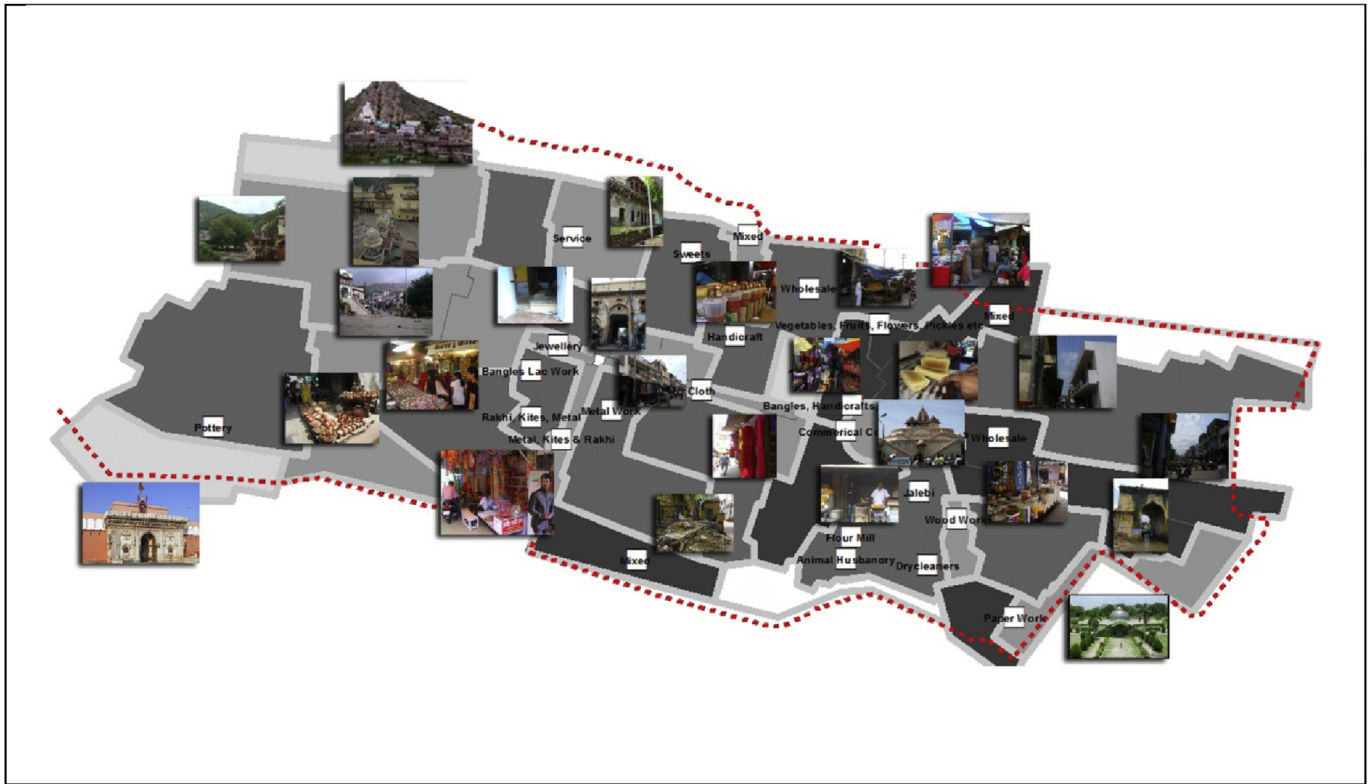 Service
Mixed
Sweets
Wholesale
Mixed
Vegetables, Fruits, Flowers, Pickles etc
Handicraft
Jewellery
Bangles Lac Work
Cloth
Bangles, Handicrafts
Metal Work
Rakhi, Kites, Metal
Pottery
Commerical
Wholesale
Metal, Kites & Rakhi
Jalebi
Wood Work
Flour Mill
Mixed
Animal Husbandry
Drycleaners
Paper Work